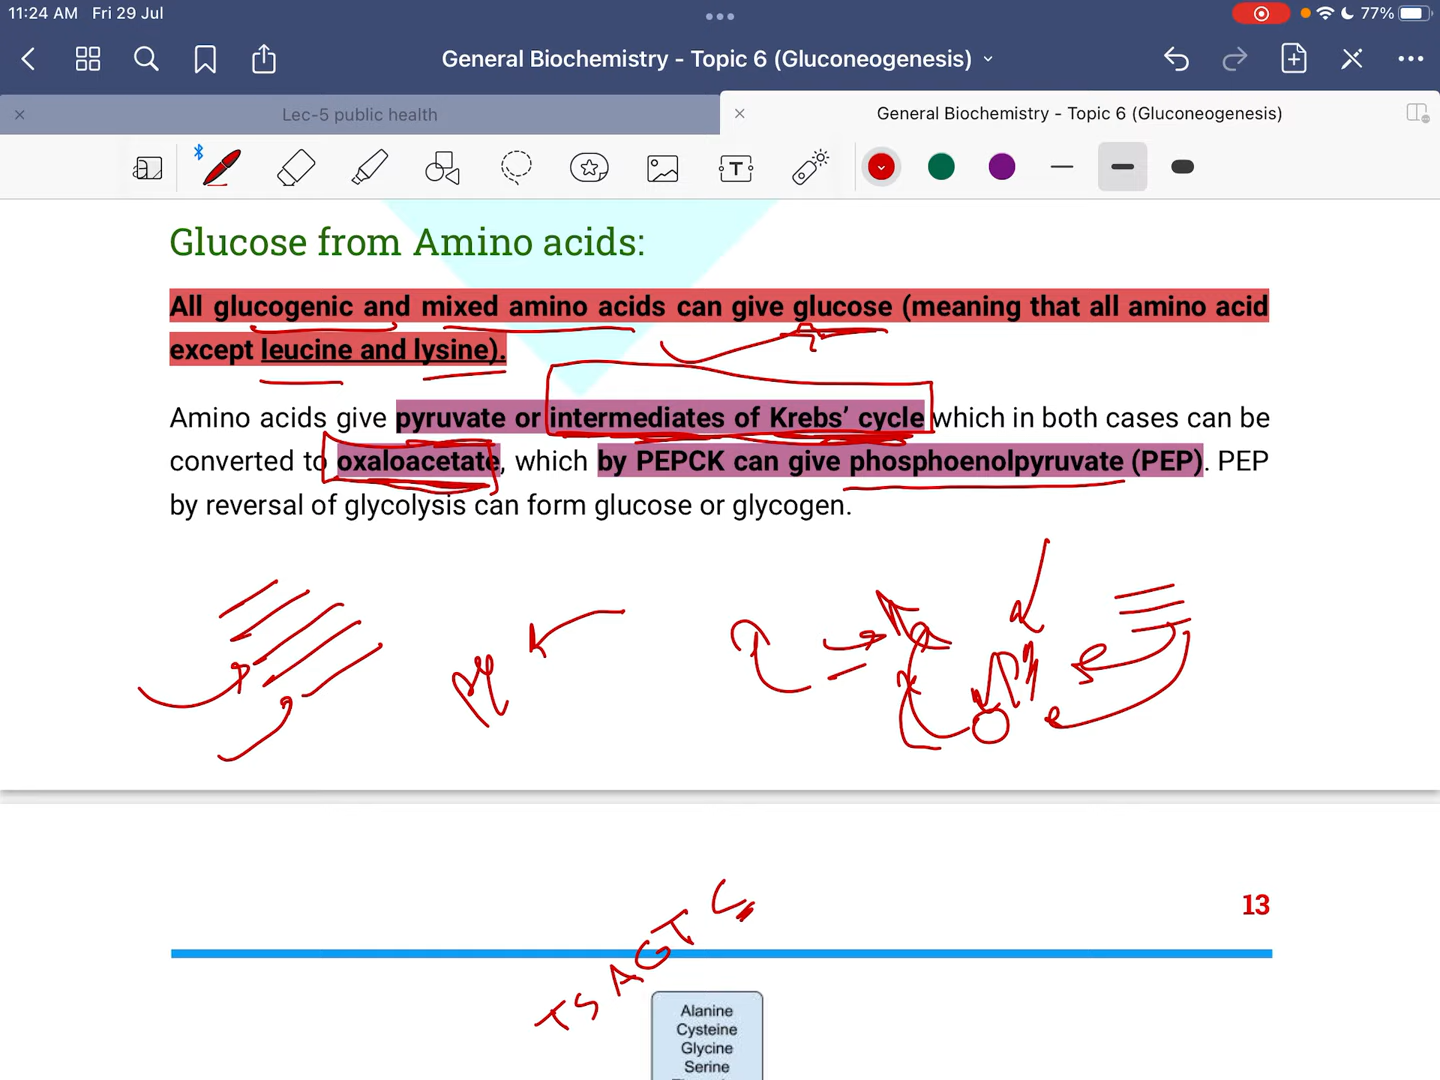 11:24 AM Fri 29 Jul
77%
General Biochemistry - Topic 6 (Gluconeogenesis)
Lec-5 public health
General Biochemistry - Topic 6 (Gluconeogenesis)
T
Glucose from Amino acids:
All glucogenic and mixed amino acids can give glucose (meaning that all amino acid
except leucine and lysine).
Amino acids give pyruvate or intermediates of Krebs’ cycle which in both cases can be
converted to oxaloacetate, which by PEPCK can give phosphoenolpyruvate (PEP). PEP
by reversal of glycolysis can form glucose or glycogen.
13
TS AGT C
Alanine
Cysteine
Glycine
Serine